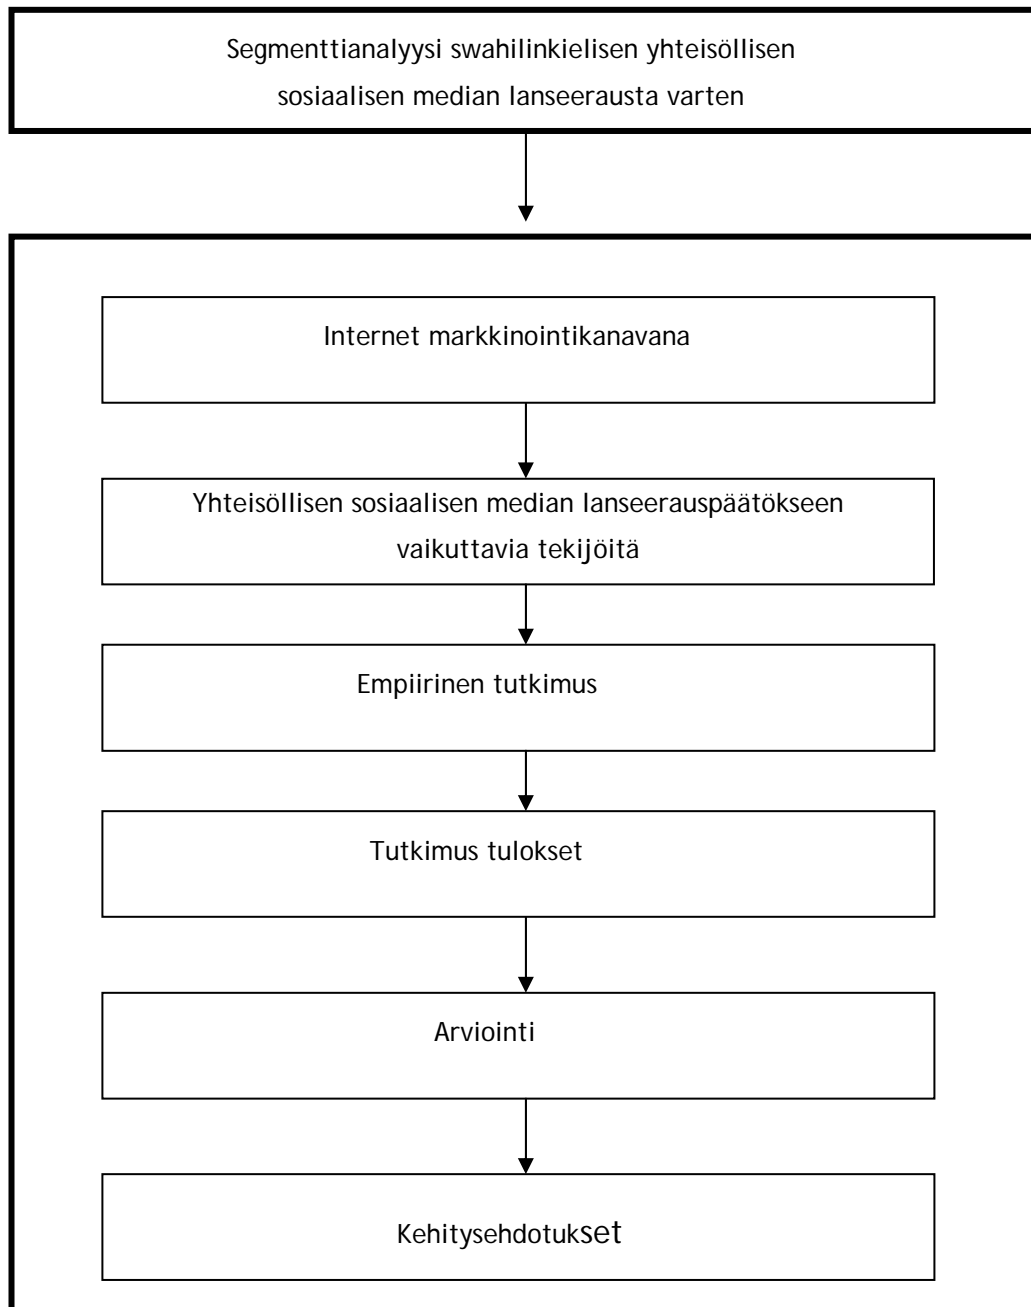 Segmenttianalyysi swahilinkielisen yhteisöllisen
sosiaalisen median lanseerausta varten
Internet markkinointikanavana
Yhteisöllisen sosiaalisen median lanseerauspäätökseen
vaikuttavia tekijöitä
Empiirinen tutkimus
Tutkimus tulokset
Arviointi
Kehitysehdotukset